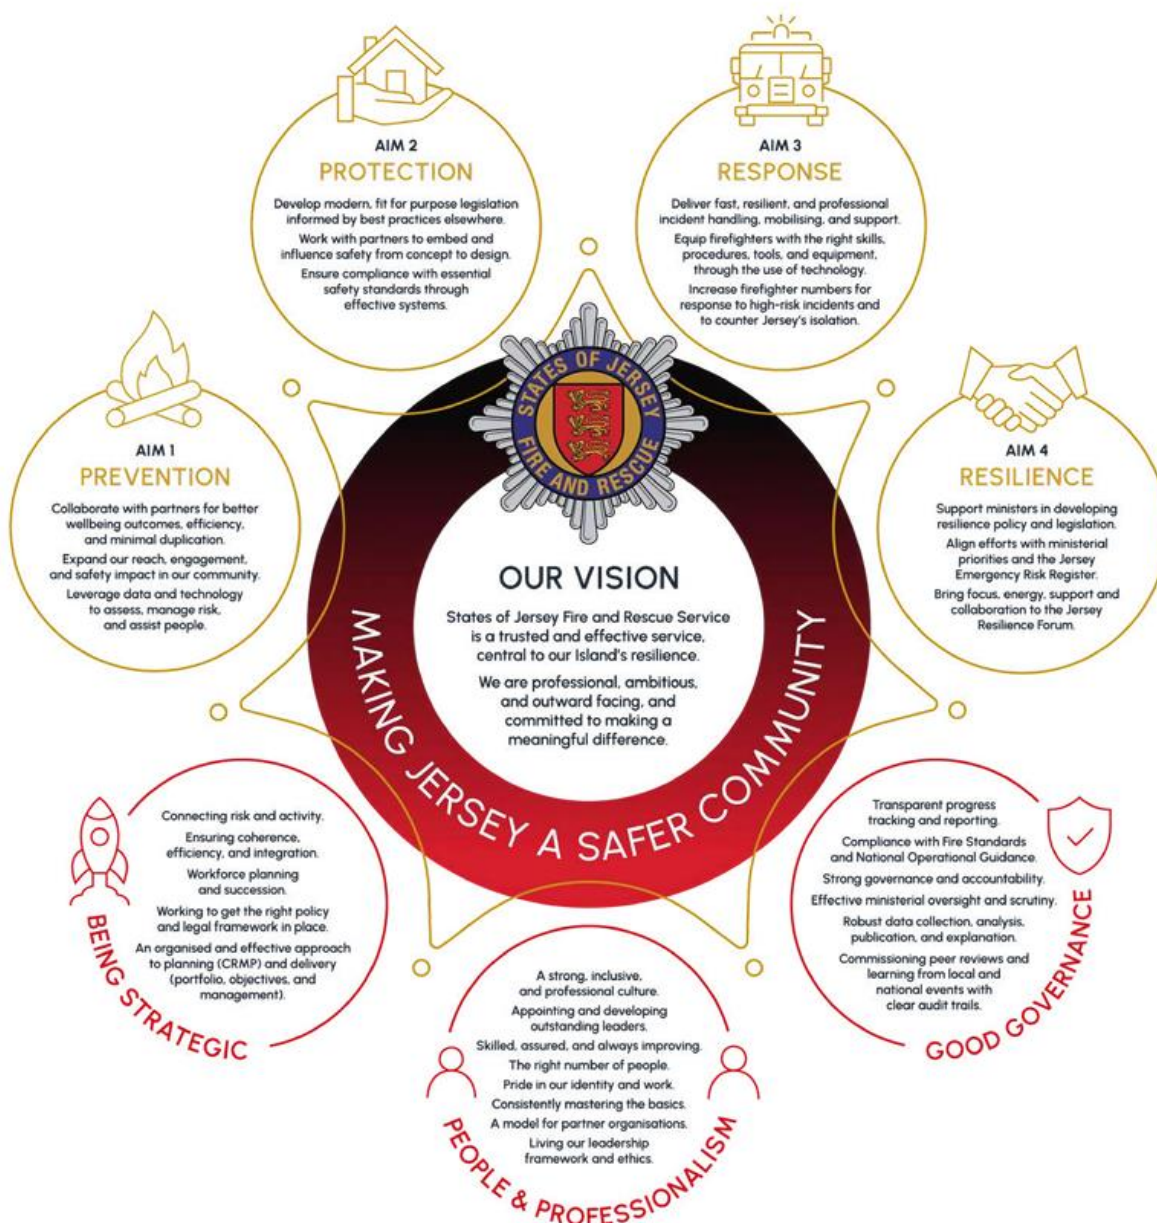 AIM 2
PROTECTION
Develop modern, fit for purpose legislation
informed by best practices elsewhere.
Work with partners to embed and
influence safety from concept to design.
Ensure compliance with essential
safety standards through
effective systems.
AIM 3
RESPONSE
Deliver fast, resilient, and professional
incident handling, mobilising, and support.
Equip firefighters with the right skills,
procedures, tools, and equipment,
through the use of technology.
Increase firefighter numbers for
response to high-risk incidents and
to counter Jersey's isolation.
AIM 1
PREVENTION
Collaborate with partners for better
wellbeing outcomes, efficiency,
and minimal duplication.
Expand our reach, engagement,
and safety impact in our community.
Leverage data and technology
to assess, manage risk,
and assist people.
STATES OF JERSEY
FIRE AND RESCUE
AIM 4
RESILIENCE
Support ministers in developing
resilience policy and legislation.
Align efforts with ministerial
priorities and the Jersey
Emergency Risk Register.
Bring focus, energy, support and
collaboration to the Jersey
Resilience Forum.
OUR VISION
States of Jersey Fire and Rescue Service
is a trusted and effective service,
central to our Island's resilience.
We are professional, ambitious,
and outward facing, and
committed to making a
meaningful difference.
MAKING JERSEY A SAFER COMMUNITY
Connecting risk and activity.
Ensuring coherence,
efficiency, and integration.
Workforce planning
and succession.
Working to get the right policy
and legal framework in place.
An organised and effective approach
to planning (CRMP) and delivery
(portfolio, objectives, and
management).
BEING STRATEGIC
A strong, inclusive,
and professional culture.
Appointing and developing
outstanding leaders.
Skilled, assured, and always improving.
The right number of people.
Pride in our identity and work.
Consistently mastering the basics.
A model for partner organisations.
Living our leadership
framework and ethics.
PEOPLE & PROFESSIONALISM
Transparent progress
tracking and reporting.
Compliance with Fire Standards
and National Operational Guidance.
Strong governance and accountability.
Effective ministerial oversight and scrutiny.
Robust data collection, analysis,
publication, and explanation.
Commissioning peer reviews and
learning from local and
national events with
clear audit trails.
GOOD GOVERNANCE